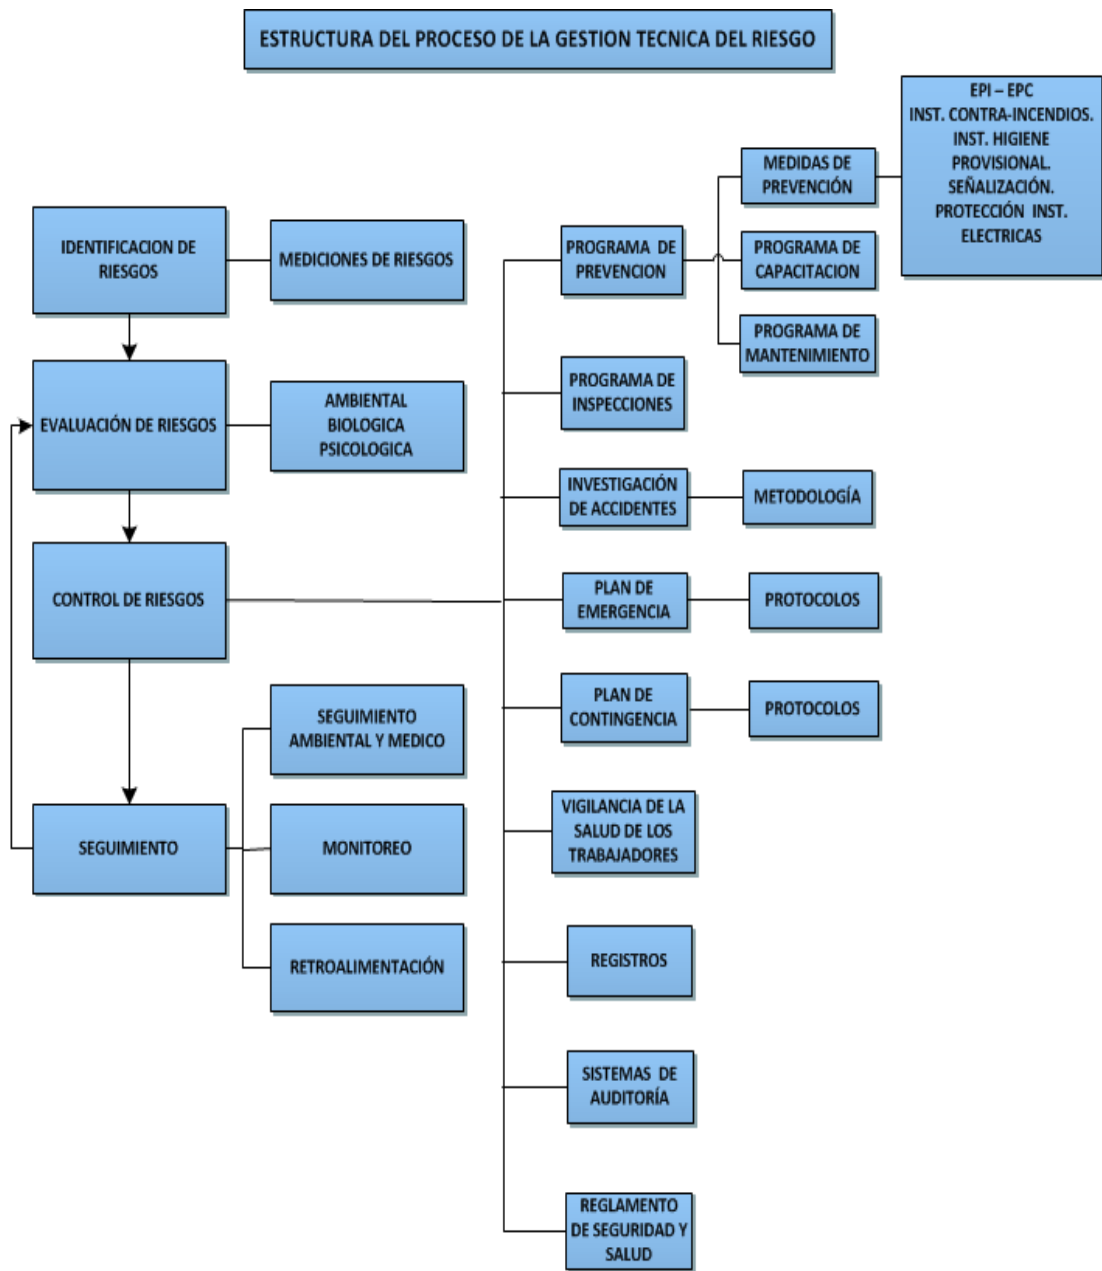 ESTRUCTURA DEL PROCESO DE LA GESTION TECNICA DEL RIESGO
EPI – EPC
INST. CONTRA-INCENDIOS.
INST. HIGIENE
PROVISIONAL.
SEÑALIZACIÓN.
PROTECCIÓN INST.
ELECTRICAS
MEDIDAS DE
PREVENCIÓN
IDENTIFICACION DE
RIESGOS
MEDICIONES DE RIESGOS
PROGRAMA DE
PREVENCION
PROGRAMA DE
CAPACITACION
PROGRAMA DE
MANTENIMIENTO
EVALUACIÓN DE RIESGOS
AMBIENTAL
BIOLOGICA
PSICOLOGICA
PROGRAMA DE
INSPECCIONES
INVESTIGACIÓN
DE ACCIDENTES
METODOLOGÍA
CONTROL DE RIESGOS
PLAN DE
EMERGENCIA
PROTOCOLOS
SEGUIMIENTO
AMBIENTAL Y MEDICO
PLAN DE
CONTINGENCIA
PROTOCOLOS
SEGUIMIENTO
MONITOREO
VIGILANCIA DE LA
SALUD DE LOS
TRABAJADORES
RETROALIMENTACIÓN
REGISTROS
SISTEMAS DE
AUDITORÍA
REGLAMENTO
DE SEGURIDAD Y
SALUD